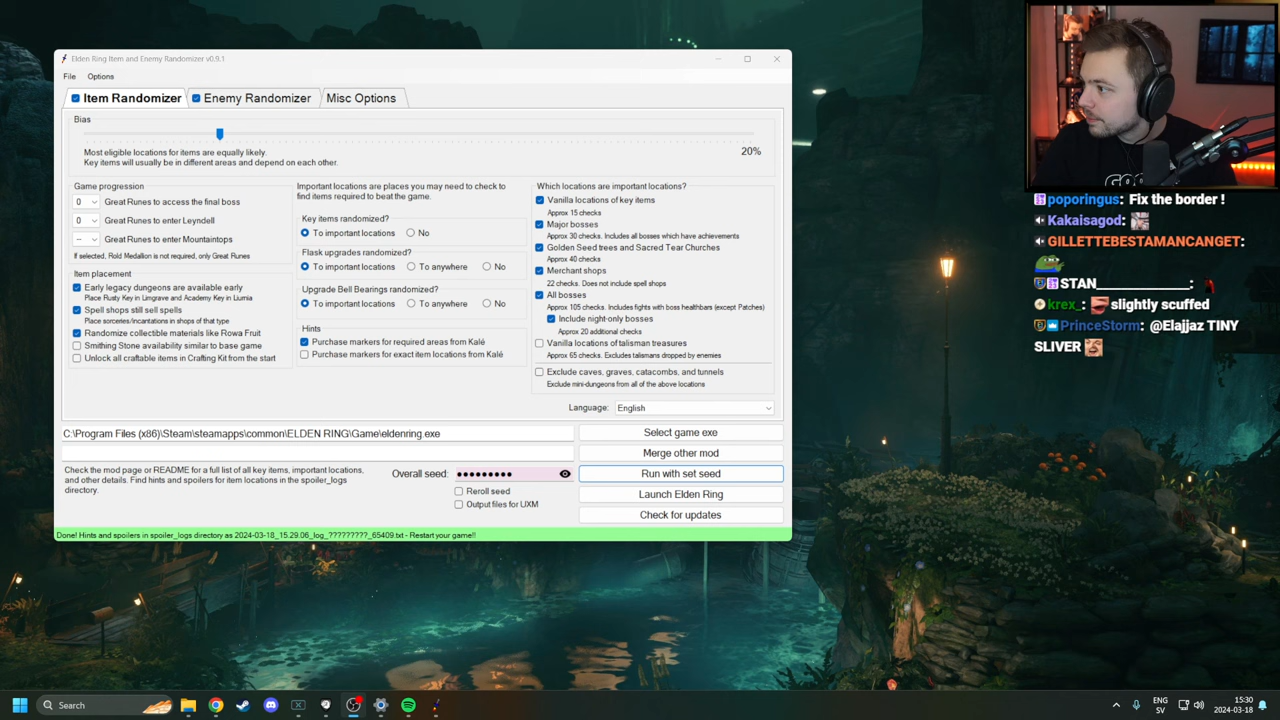 Elden Ring Item and Enemy Randomizer v0.9.1
File Options
Item Randomizer
Enemy Randomizer
Misc Options
Bias
Most eligible locations for items are equally likely.
Key items will usually be in different areas and depend on each other.
20%
Game progression
0 Great Runes to access the final boss
0 Great Runes to enter Leyndell
-- Great Runes to enter Mountaintops
If selected, Rold Medallion is not required, only Great Runes
Item placement
Early legacy dungeons are available early
Place Rusty Key in Limgrave and Academy Key in Liurnia
Spell shops still sell spells
Place sorceries/incantations in shops of that type
Randomize collectible materials like Rowa Fruit
Smithing Stone availability similar to base game
Unlock all craftable items in Crafting Kit from the start
Important locations are places you may need to check to
find items required to beat the game.
Key items randomized?
To important locations No
Flask upgrades randomized?
To important locations To anywhere No
Upgrade Bell Bearings randomized?
To important locations To anywhere No
Hints
Purchase markers for required areas from Kalé
Purchase markers for exact item locations from Kalé
Which locations are important locations?
Vanilla locations of key items
Approx 15 checks
Major bosses
Approx 30 checks. Includes all bosses which have achievements
Golden Seed trees and Sacred Tear Churches
Approx 40 checks
Merchant shops
22 checks. Does not include spell shops
All bosses
Approx 105 checks. Includes fights with boss healthbars (except Patches)
Include night-only bosses
Approx 20 additional checks
Vanilla locations of talisman treasures
Approx 65 checks. Excludes talismans dropped by enemies
Exclude caves, graves, catacombs, and tunnels
Exclude mini-dungeons from all of the above locations
Language: English
C:\Program Files (x86)\Steam\steamapps\common\ELDEN RING\Game\eldenring.exe
Select game exe
Merge other mod
Check the mod page or README for a full list of all key items, important locations,
and other details. Find hints and spoilers for item locations in the spoiler_logs
directory.
Overall seed: ●●●●●●●●●
Reroll seed
Output files for UXM
Run with set seed
Launch Elden Ring
Check for updates
Done! Hints and spoilers in spoiler_logs directory as 2024-03-18_15.29.06_log_?????????_65409.txt - Restart your game!!
poporingus: Fix the border !
Kakaisagod:
GILLETTEBESTAMANCANGET:
STAN__________:
krex_: slightly scuffed
PrinceStorm: @Elajjaz TINY
SLIVER
Search
ENG
SV
15:30
2024-03-18